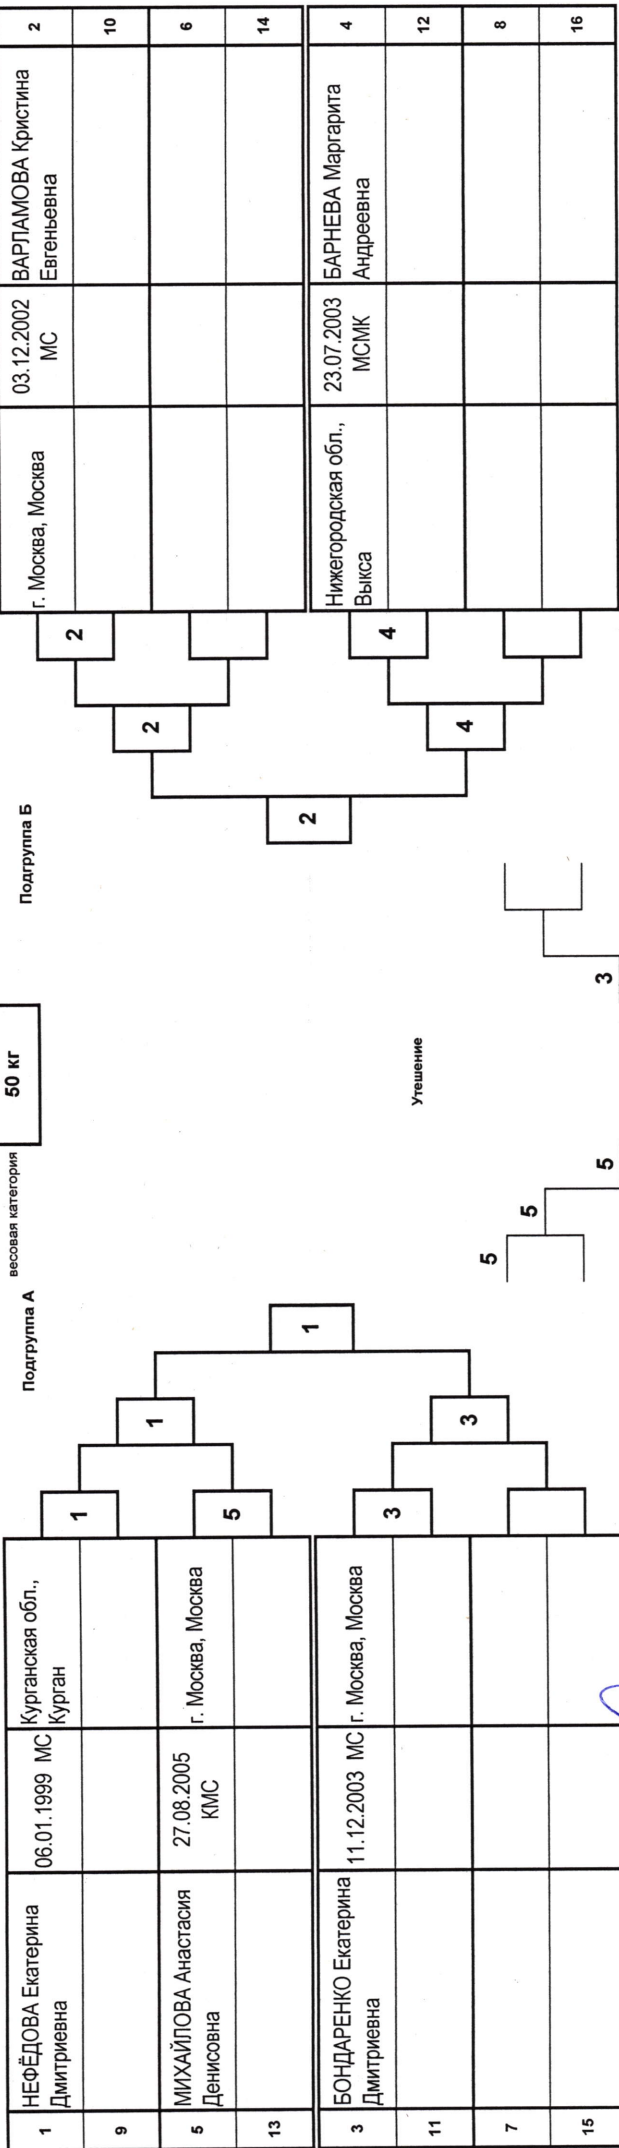 весовая категория
50 кг
Подгруппа А
Подгруппа Б
1
НЕФЁДОВА Екатерина
Дмитриевна
06.01.1999 МС
Курганская обл.,
Курган
9
5
МИХАЙЛОВА Анастасия
Денисовна
27.08.2005
КМС
г. Москва, Москва
13
3
БОНДАРЕНКО Екатерина
Дмитриевна
11.12.2003 МС
г. Москва, Москва
11
7
15
1
5
3
1
3
1
5
5
5
Утешение
3
2
2
4
2
4
г. Москва, Москва
03.12.2002
МС
ВАРЛАМОВА Кристина
Евгеньевна
2
10
6
14
Нижегородская обл.,
Выкса
23.07.2003
МСМК
БАРНЕВА Маргарита
Андреевна
4
12
8
16